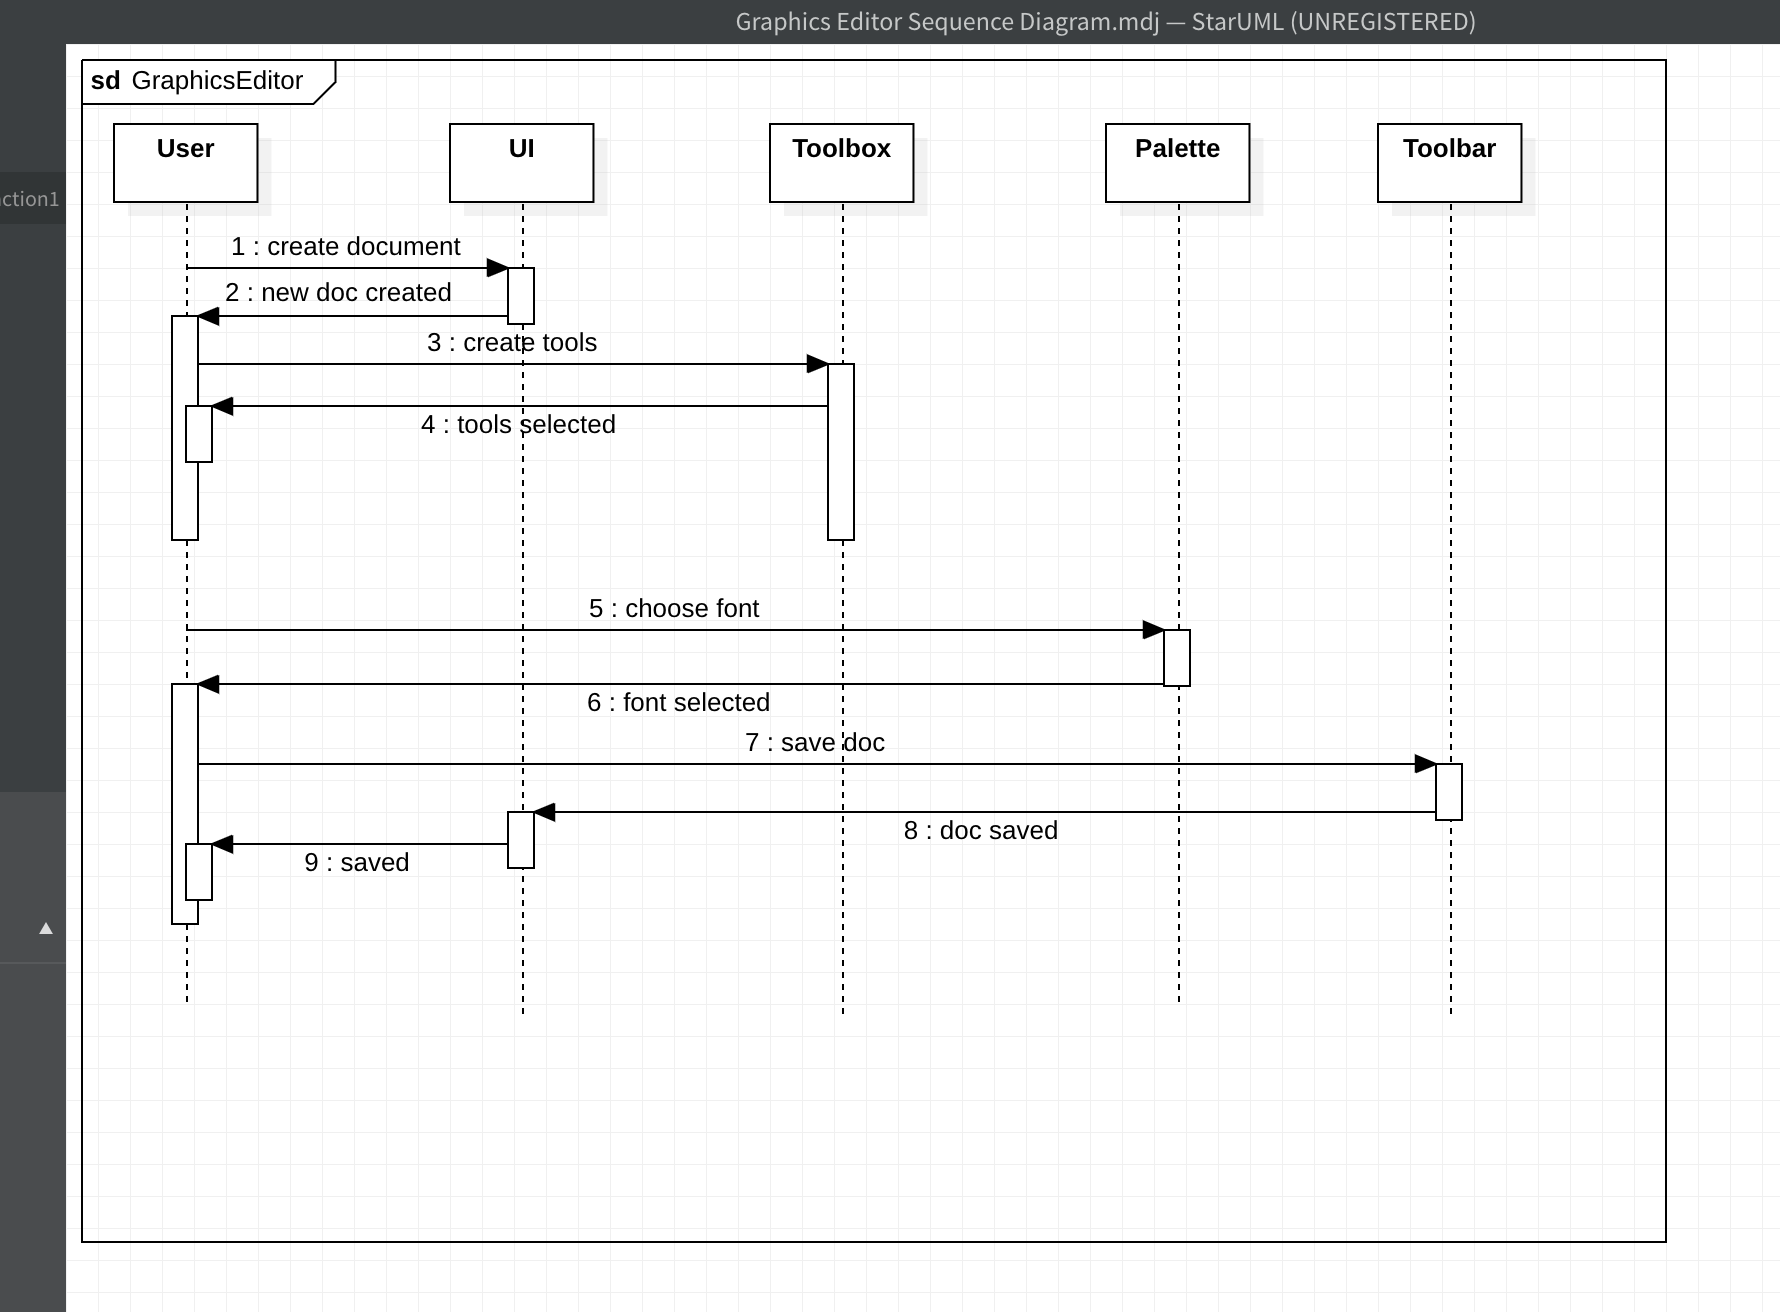 Graphics Editor Sequence Diagram.mdj — StarUML (UNREGISTERED)
sd GraphicsEditor
User
UI
Toolbox
Palette
Toolbar
ction1
1 : create document
2 : new doc created
3 : create tools
4 : tools selected
5 : choose font
6 : font selected
7 : save doc
8 : doc saved
9 : saved